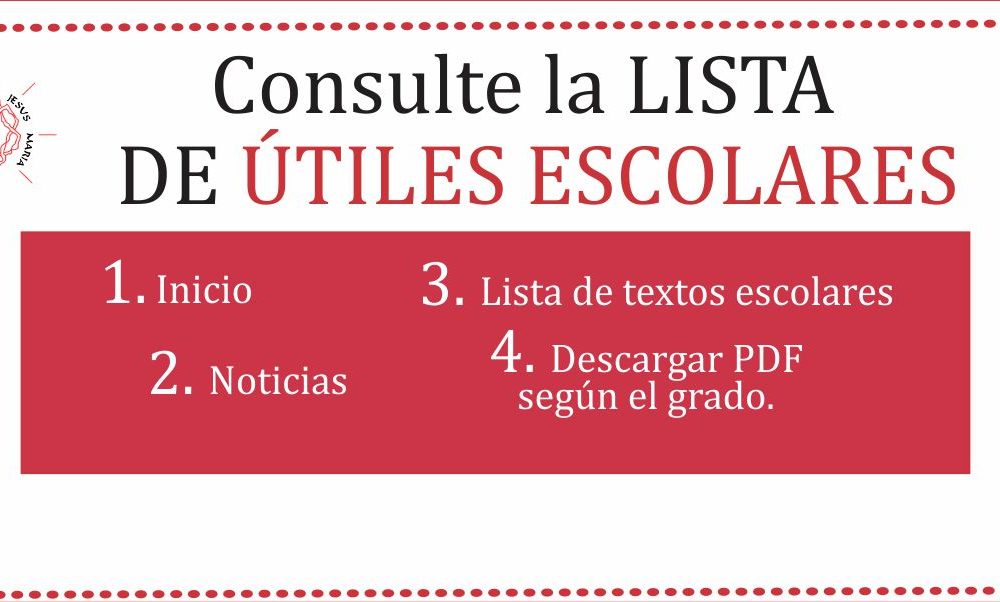 Consulte la LISTA
DE ÚTILES ESCOLARES
JESUS MARIA
1. Inicio
2. Noticias
3. Lista de textos escolares
4. Descargar PDF
según el grado.